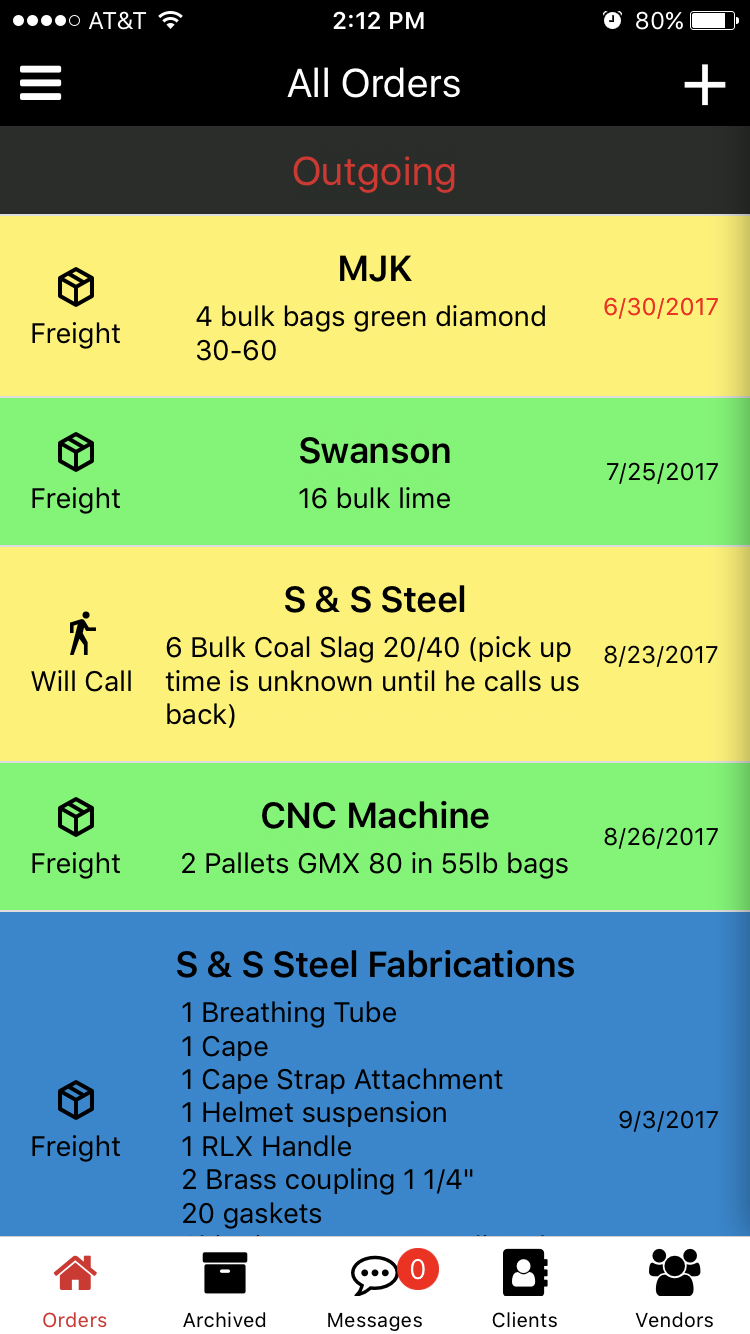 AT&T 2:12 PM 80%
All Orders
Outgoing
MJK
4 bulk bags green diamond
30-60
Freight
6/30/2017
Swanson
16 bulk lime
Freight
7/25/2017
S & S Steel
6 Bulk Coal Slag 20/40 (pick up
time is unknown until he calls us
back)
Will Call
8/23/2017
CNC Machine
2 Pallets GMX 80 in 55lb bags
Freight
8/26/2017
S & S Steel Fabrications
1 Breathing Tube
1 Cape
1 Cape Strap Attachment
1 Helmet suspension
1 RLX Handle
2 Brass coupling 1 1/4"
20 gaskets
Freight
9/3/2017
0
Orders Archived Messages Clients Vendors